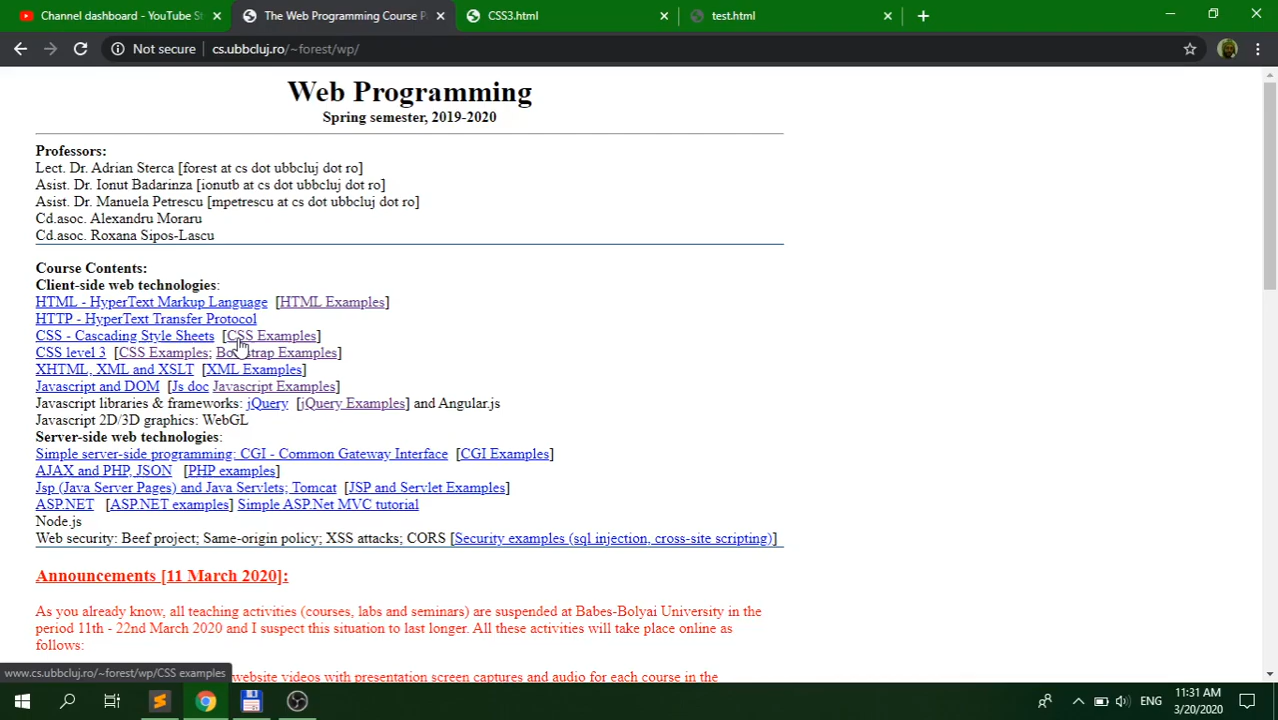 Channel dashboard - YouTube S
The Web Programming Course P
CSS3.html
test.html
Not secure
cs.ubbcluj.ro/~forest/wp/
Web Programming
Spring semester, 2019-2020
Professors:
Lect. Dr. Adrian Sterca [forest at cs dot ubbcluj dot ro]
Asist. Dr. Ionut Badarinza [ionutb at cs dot ubbcluj dot ro]
Asist. Dr. Manuela Petrescu [mpetrescu at cs dot ubbcluj dot ro]
Cd.asoc. Alexandru Moraru
Cd.asoc. Roxana Sipos-Lascu
Course Contents:
Client-side web technologies:
HTML - HyperText Markup Language [HTML Examples]
HTTP - HyperText Transfer Protocol
CSS - Cascading Style Sheets [CSS Examples]
CSS level 3 [CSS Examples; Bootstrap Examples]
XHTML, XML and XSLT [XML Examples]
Javascript and DOM [Js doc Javascript Examples]
Javascript libraries & frameworks: jQuery [jQuery Examples] and Angular.js
Javascript 2D/3D graphics: WebGL
Server-side web technologies:
Simple server-side programming: CGI - Common Gateway Interface [CGI Examples]
AJAX and PHP, JSON [PHP examples]
Jsp (Java Server Pages) and Java Servlets; Tomcat [JSP and Servlet Examples]
ASP.NET [ASP.NET examples] Simple ASP.Net MVC tutorial
Node.js
Web security: Beef project; Same-origin policy; XSS attacks; CORS [Security examples (sql injection, cross-site scripting)]
Announcements [11 March 2020]:
As you already know, all teaching activities (courses, labs and seminars) are suspended at Babes-Bolyai University in the
period 11th - 22nd March 2020 and I suspect this situation to last longer. All these activities will take place online as
follows:
website videos with presentation screen captures and audio for each course in the
www.cs.ubbcluj.ro/~forest/wp/CSS examples
ENG
11:31 AM
3/20/2020